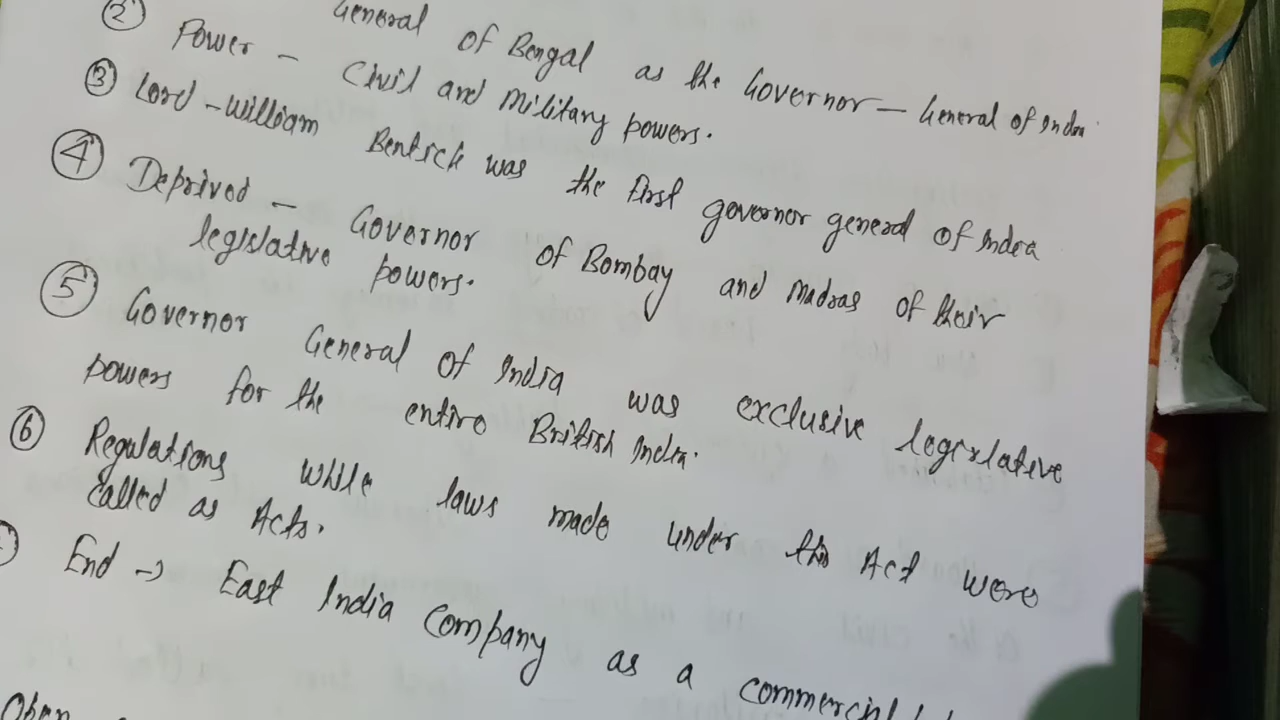 General of Bengal as the Governor – General of India
② Power – Civil and Military powers.
③ Lord – William Bentick was the First governor general of India
④ Deprived – Governor of Bombay and Madras of their
legislative powers.
⑤ Governor General of India was exclusive legislative
powers for the entire British India.
⑥ Regulations while laws made under this Act were
called as Acts.
End → East India Company as a commercial
Open